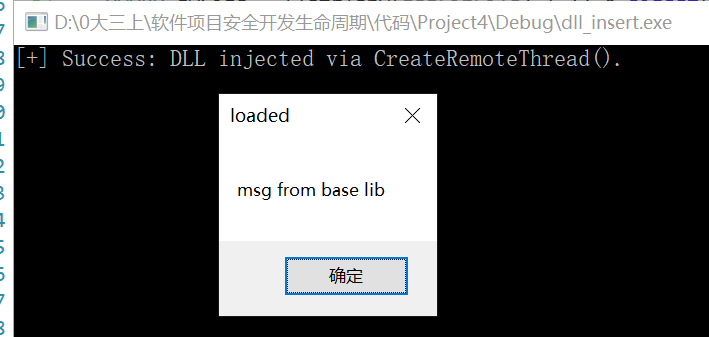 D:\0大三上\软件项目安全开发生命周期\代码\Project4\Debug\dll_insert.exe
[+] Success: DLL injected via CreateRemoteThread().
loaded
msg from base lib
确定